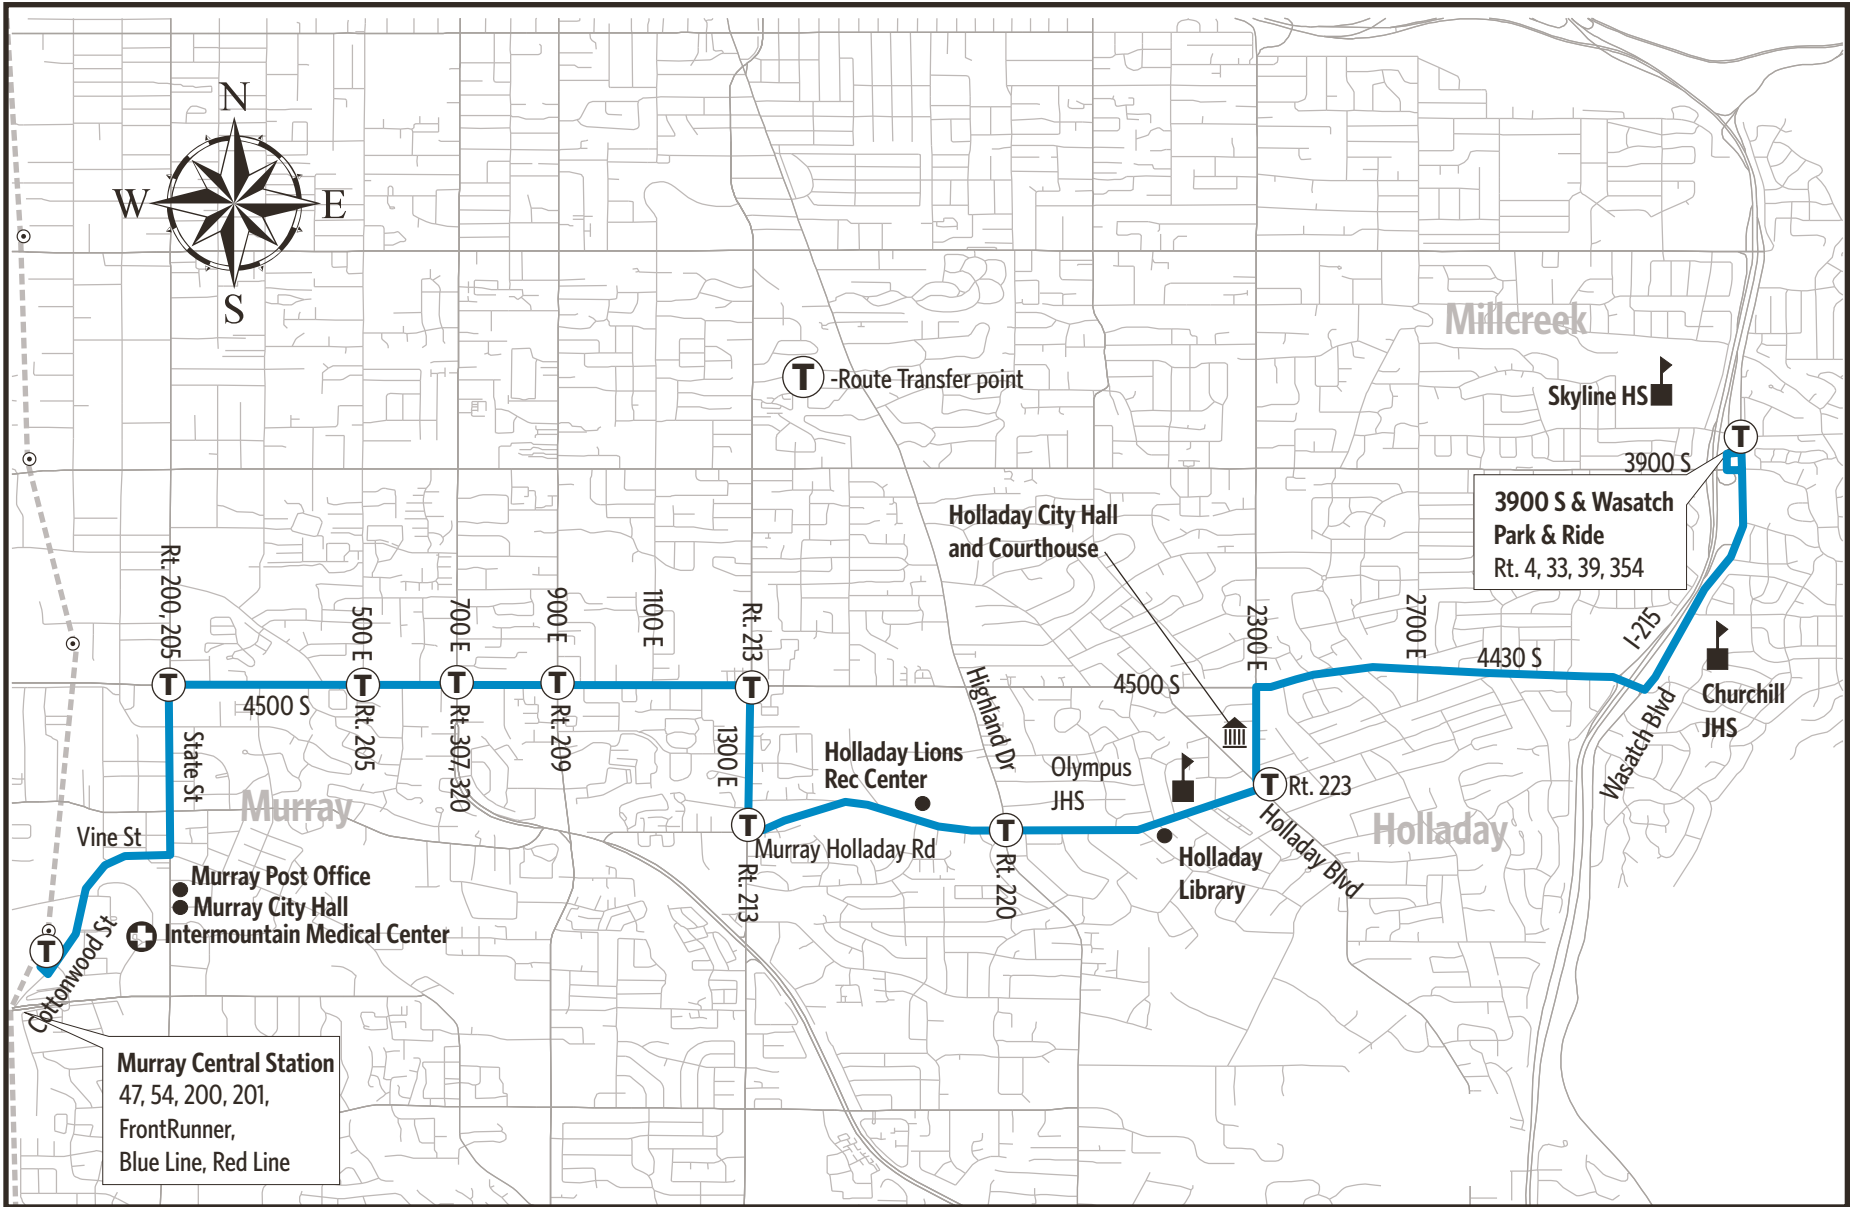 N
W
E
S
Millcreek
T
-Route Transfer point
Skyline HS
T
3900 S
3900 S & Wasatch
Park & Ride
Rt. 4, 33, 39, 354
Holladay City Hall
and Courthouse
Rt. 200, 205
500 E
700 E
900 E
1100 E
Rt. 213
2300 E
2700 E
I-215
4430 S
T
T
T
T
T
4500 S
4500 S
Highland Dr
Churchill
JHS
Wasatch Blvd
State St
Rt. 205
Rt. 307, 320
Rt. 209
1300 E
Holladay Lions
Rec Center
Olympus
JHS
T
Rt. 223
Murray
Vine St
T
Murray Holladay Rd
T
Holladay Blvd
Holladay
Holladay
Library
Rt. 213
Rt. 220
Murray Post Office
Murray City Hall
Intermountain Medical Center
T
Cottonwood St
Murray Central Station
47, 54, 200, 201,
FrontRunner,
Blue Line, Red Line